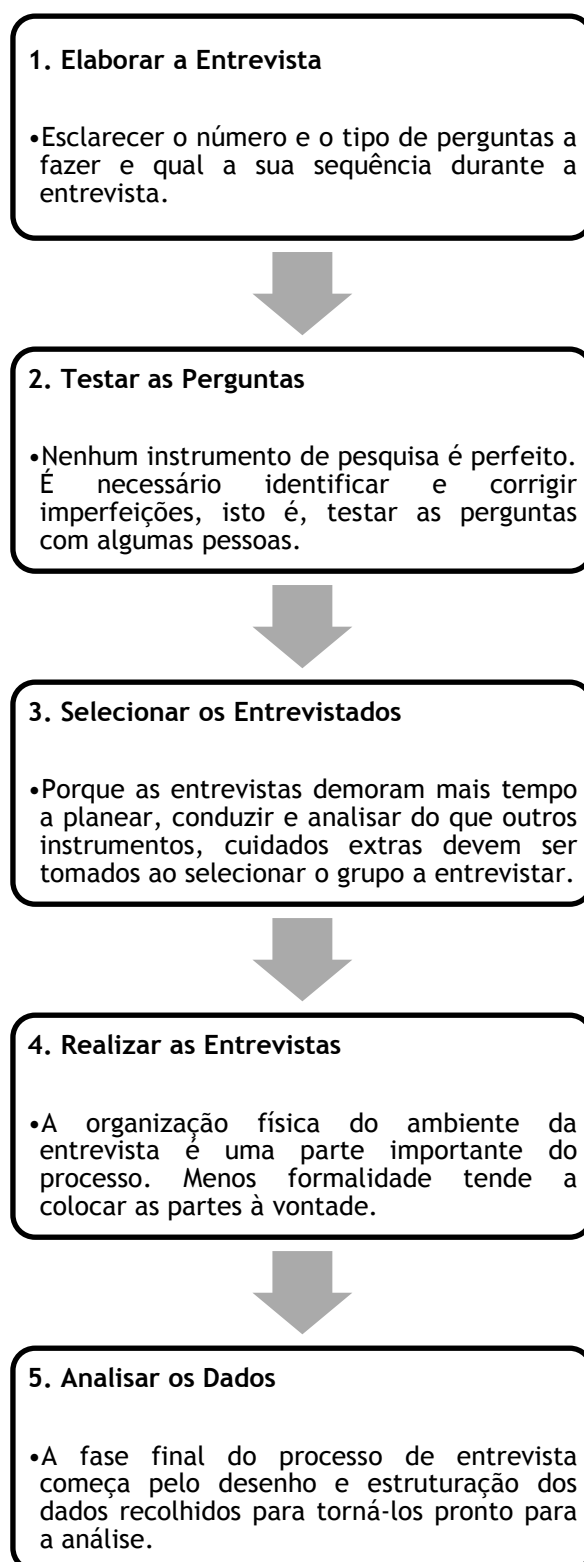 1. Elaborar a Entrevista
•Esclarecer o número e o tipo de perguntas a
fazer e qual a sua sequência durante a
entrevista.
2. Testar as Perguntas
•Nenhum instrumento de pesquisa é perfeito.
É necessário identificar e corrigir
imperfeições, isto é, testar as perguntas
com algumas pessoas.
3. Selecionar os Entrevistados
•Porque as entrevistas demoram mais tempo
a planear, conduzir e analisar do que outros
instrumentos, cuidados extras devem ser
tomados ao selecionar o grupo a entrevistar.
4. Realizar as Entrevistas
•A organização física do ambiente da
entrevista é uma parte importante do
processo. Menos formalidade tende a
colocar as partes à vontade.
5. Analisar os Dados
•A fase final do processo de entrevista
começa pelo desenho e estruturação dos
dados recolhidos para torná-los pronto para
a análise.